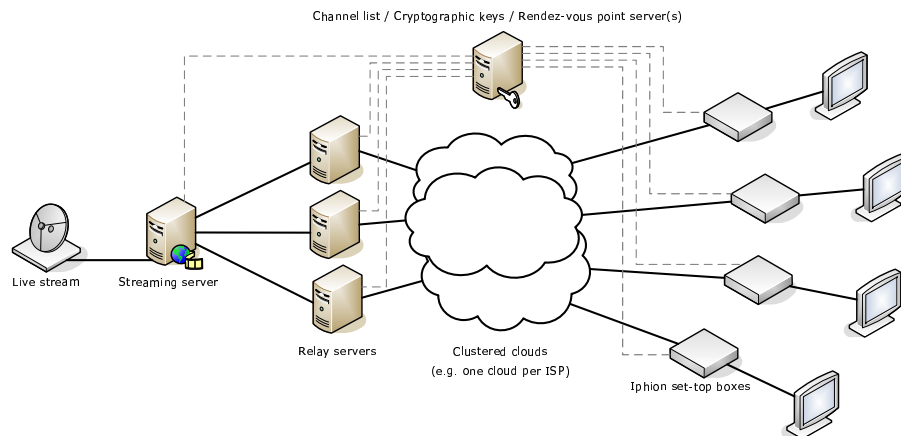 Channel list / Cryptographic keys / Rendez-vous point server(s)
Live stream
Streaming server
Relay servers
Clustered clouds
(e.g. one cloud per ISP)
Iphion set-top boxes